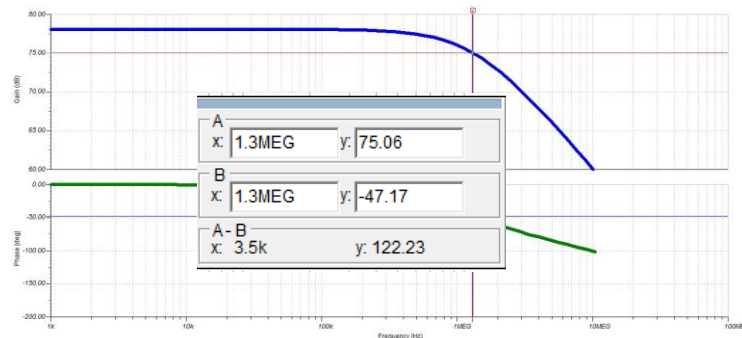 80.00
75.00
70.00
65.00
60.00
Gain (dB)
A
x: 1.3MEG y: 75.06
B
x: 1.3MEG y: -47.17
A - B
x: 3.5k y: 122.23
0.00
-50.00
-100.00
-150.00
-200.00
Phase [deg]
1k 10k 100k 1MEG 10MEG 100MEG
Frequency (Hz)